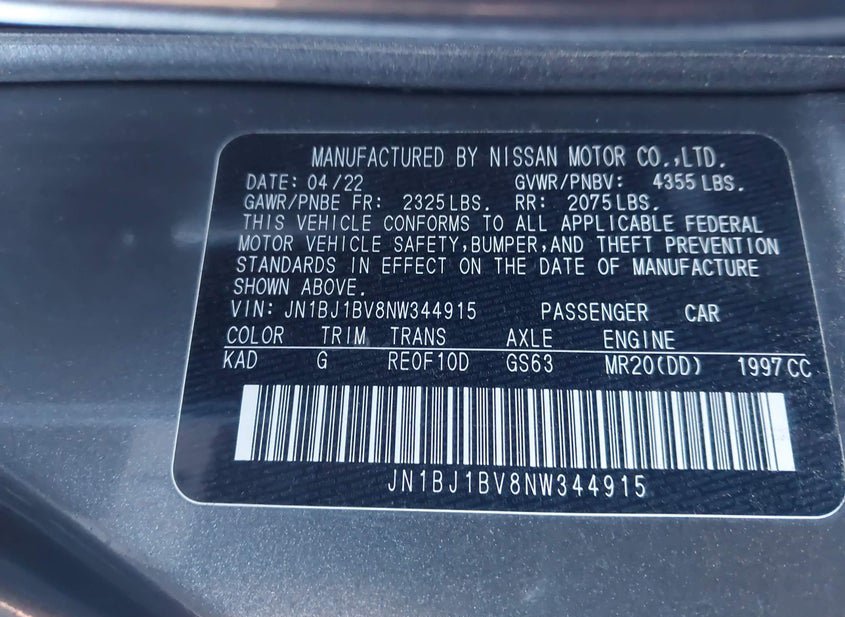 MANUFACTURED BY NISSAN MOTOR CO.,LTD.
DATE: 04/22 GVWR/PNBV: 4355 LBS.
GAWR/PNBE FR: 2325 LBS. RR: 2075 LBS.
THIS VEHICLE CONFORMS TO ALL APPLICABLE FEDERAL
MOTOR VEHICLE SAFETY,BUMPER,AND THEFT PREVENTION
STANDARDS IN EFFECT ON THE DATE OF MANUFACTURE
SHOWN ABOVE.
VIN: JN1BJ1BV8NW344915 PASSENGER CAR
COLOR TRIM TRANS AXLE ENGINE
KAD G RE0F10D GS63 MR20(DD) 1997 CC
JN1BJ1BV8NW344915